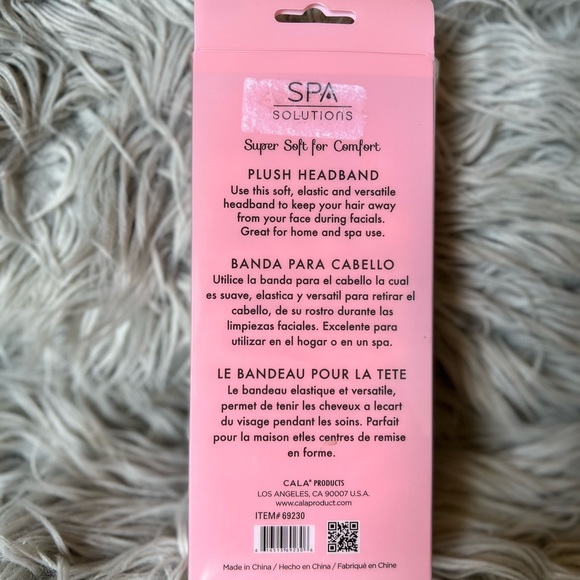 SPA
SOLUTIONS
Super Soft for Comfort
PLUSH HEADBAND
Use this soft, elastic and versatile
headband to keep your hair away
from your face during facials.
Great for home and spa use.
BANDA PARA CABELLO
Utilice la banda para el cabello la cual
es suave, elastica y versatil para retirar el
cabello, de su rostro durante las
limpiezas faciales. Excelente para
utilizar en el hogar o en un spa.
LE BANDEAU POUR LA TETE
Le bandeau elastique et versatile,
permet de tenir les cheveux a lecart
du visage pendant les soins. Parfait
pour la maison etles centres de remise
en forme.
CALA® PRODUCTS
LOS ANGELES, CA 90007 U.S.A.
www.calaproduct.com
ITEM# 69230
Made in China / Hecho en China / Fabriqué en Chine